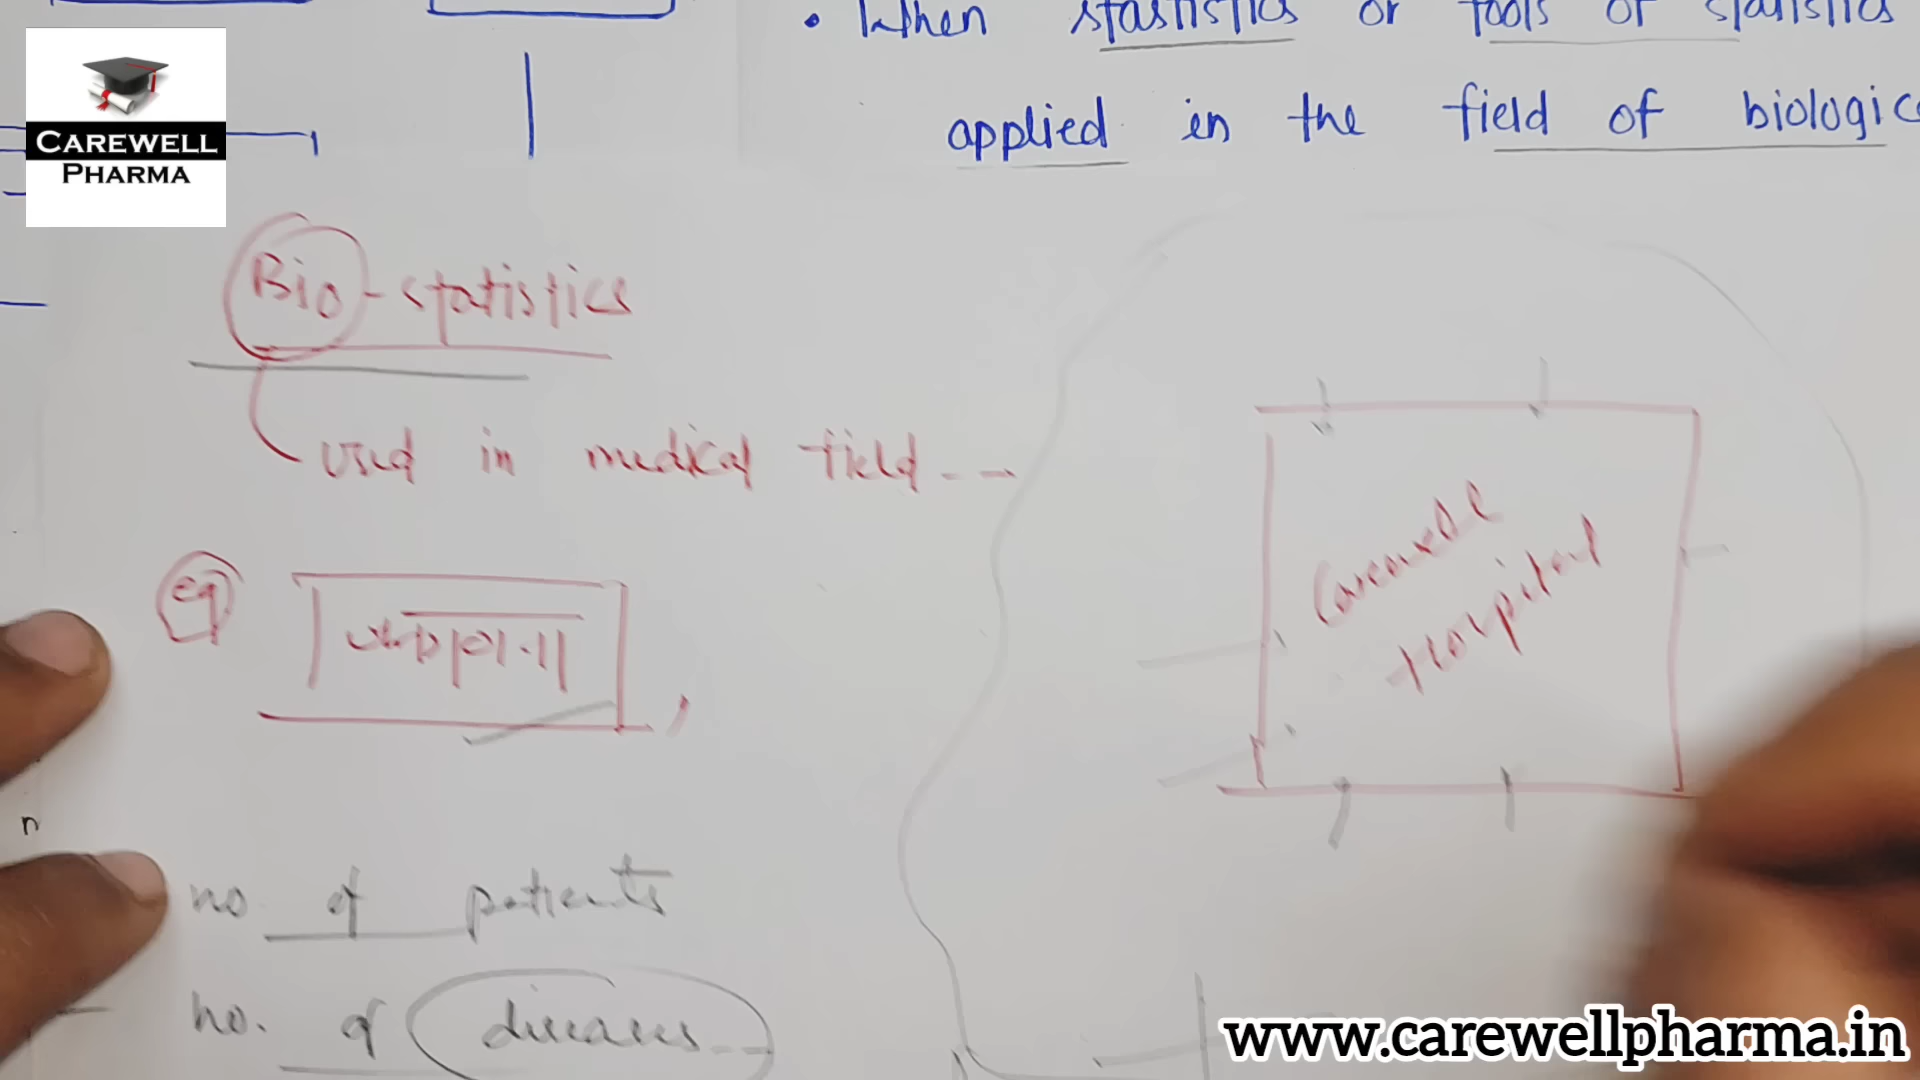 • When stastistics or tools of statistics
applied in the field of biologic
CAREWELL
PHARMA
Bio-statistics
used in medical field - -
eg
Carewell
Hospital
n
no. of patients
no. of diseases--
www.carewellpharma.in